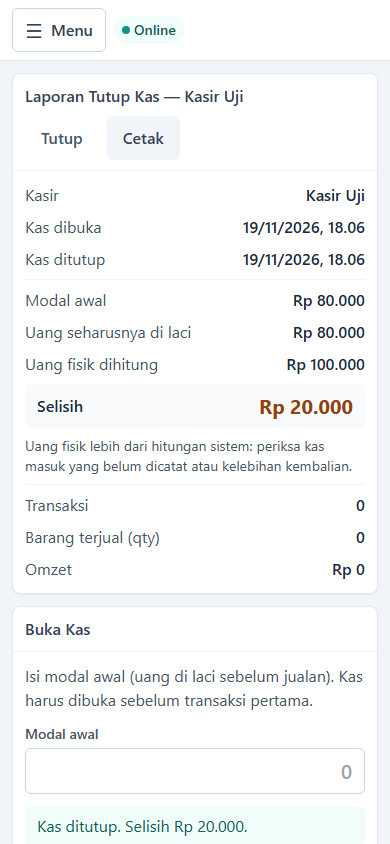 ☰ Menu
Online
Laporan Tutup Kas — Kasir Uji
Tutup
Cetak
Kasir Kasir Uji
Kas dibuka 19/11/2026, 18.06
Kas ditutup 19/11/2026, 18.06
Modal awal Rp 80.000
Uang seharusnya di laci Rp 80.000
Uang fisik dihitung Rp 100.000
Selisih Rp 20.000
Uang fisik lebih dari hitungan sistem: periksa kas
masuk yang belum dicatat atau kelebihan kembalian.
Transaksi 0
Barang terjual (qty) 0
Omzet Rp 0
Buka Kas
Isi modal awal (uang di laci sebelum jualan). Kas
harus dibuka sebelum transaksi pertama.
Modal awal
0
Kas ditutup. Selisih Rp 20.000.